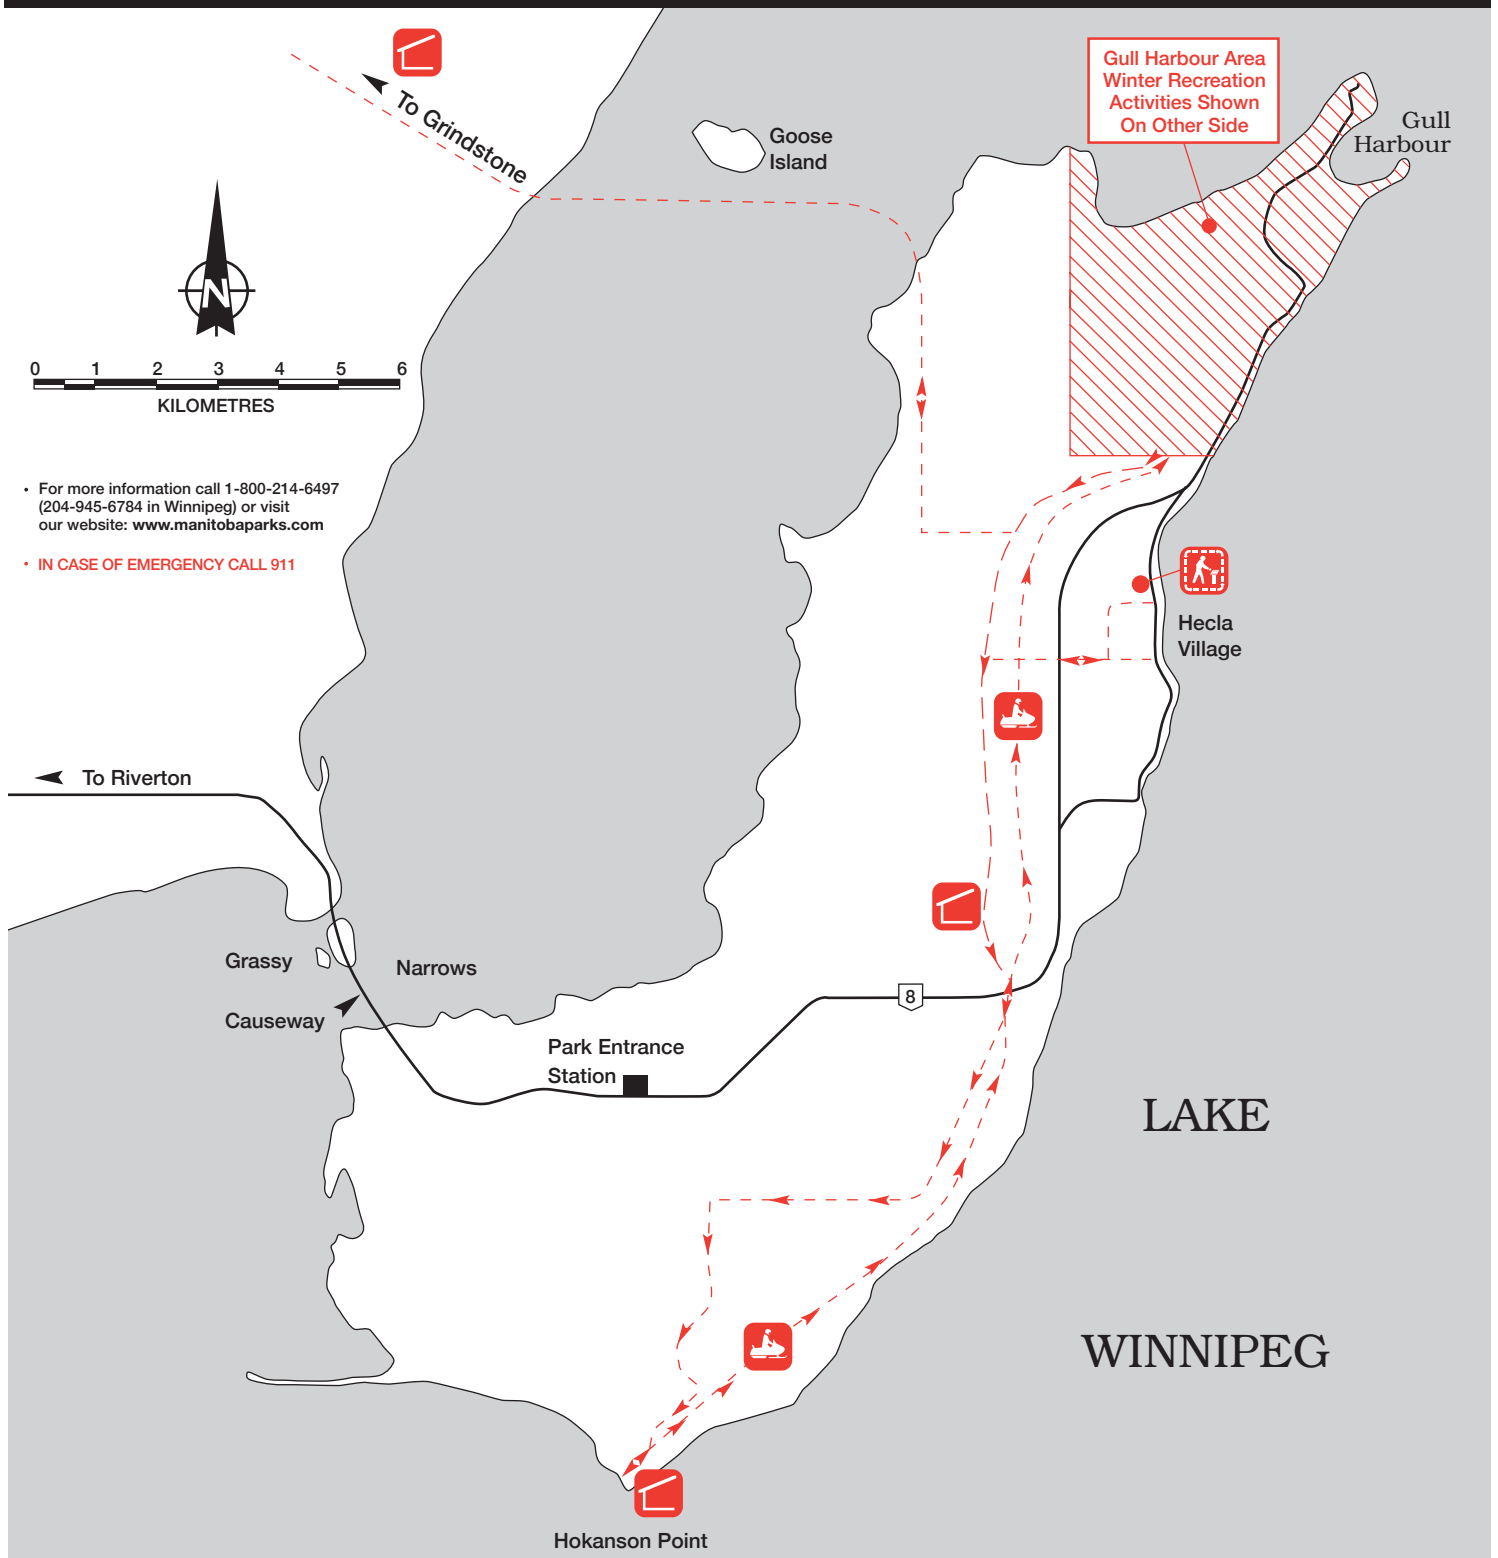 Gull Harbour Area
Winter Recreation
Activities Shown
On Other Side
To Grindstone
Goose
Island
Gull
Harbour
N
0 1 2 3 4 5 6
KILOMETRES
• For more information call 1-800-214-6497
(204-945-6784 in Winnipeg) or visit
our website: www.manitobaparks.com
• IN CASE OF EMERGENCY CALL 911
Hecla
Village
To Riverton
Grassy
Narrows
Causeway
8
Park Entrance
Station
LAKE
WINNIPEG
Hokanson Point